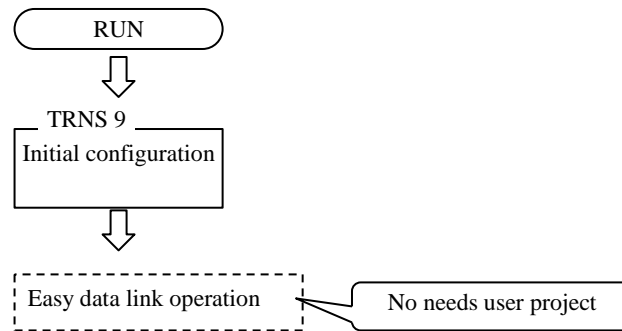 RUN
TRNS 9
Initial configuration
Easy data link operation
No needs user project